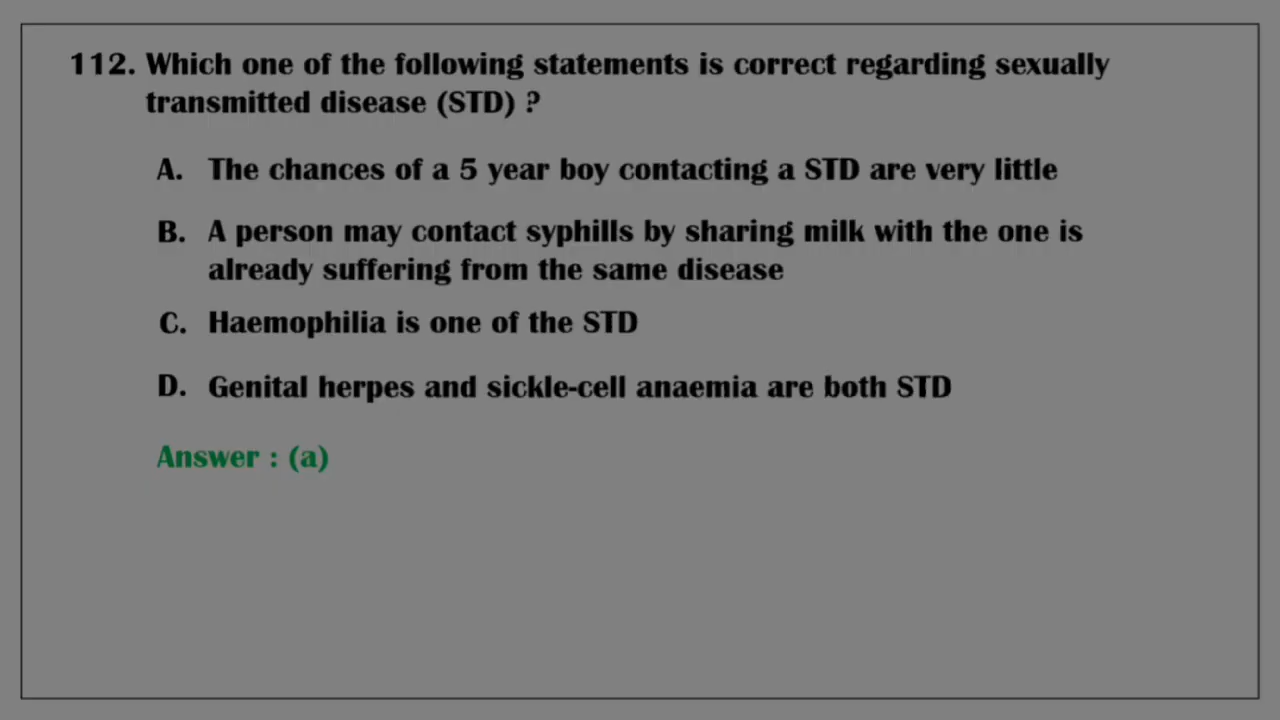 112. Which one of the following statements is correct regarding sexually
transmitted disease (STD) ?
A. The chances of a 5 year boy contacting a STD are very little
B. A person may contact syphills by sharing milk with the one is
already suffering from the same disease
C. Haemophilia is one of the STD
D. Genital herpes and sickle-cell anaemia are both STD
Answer : (a)